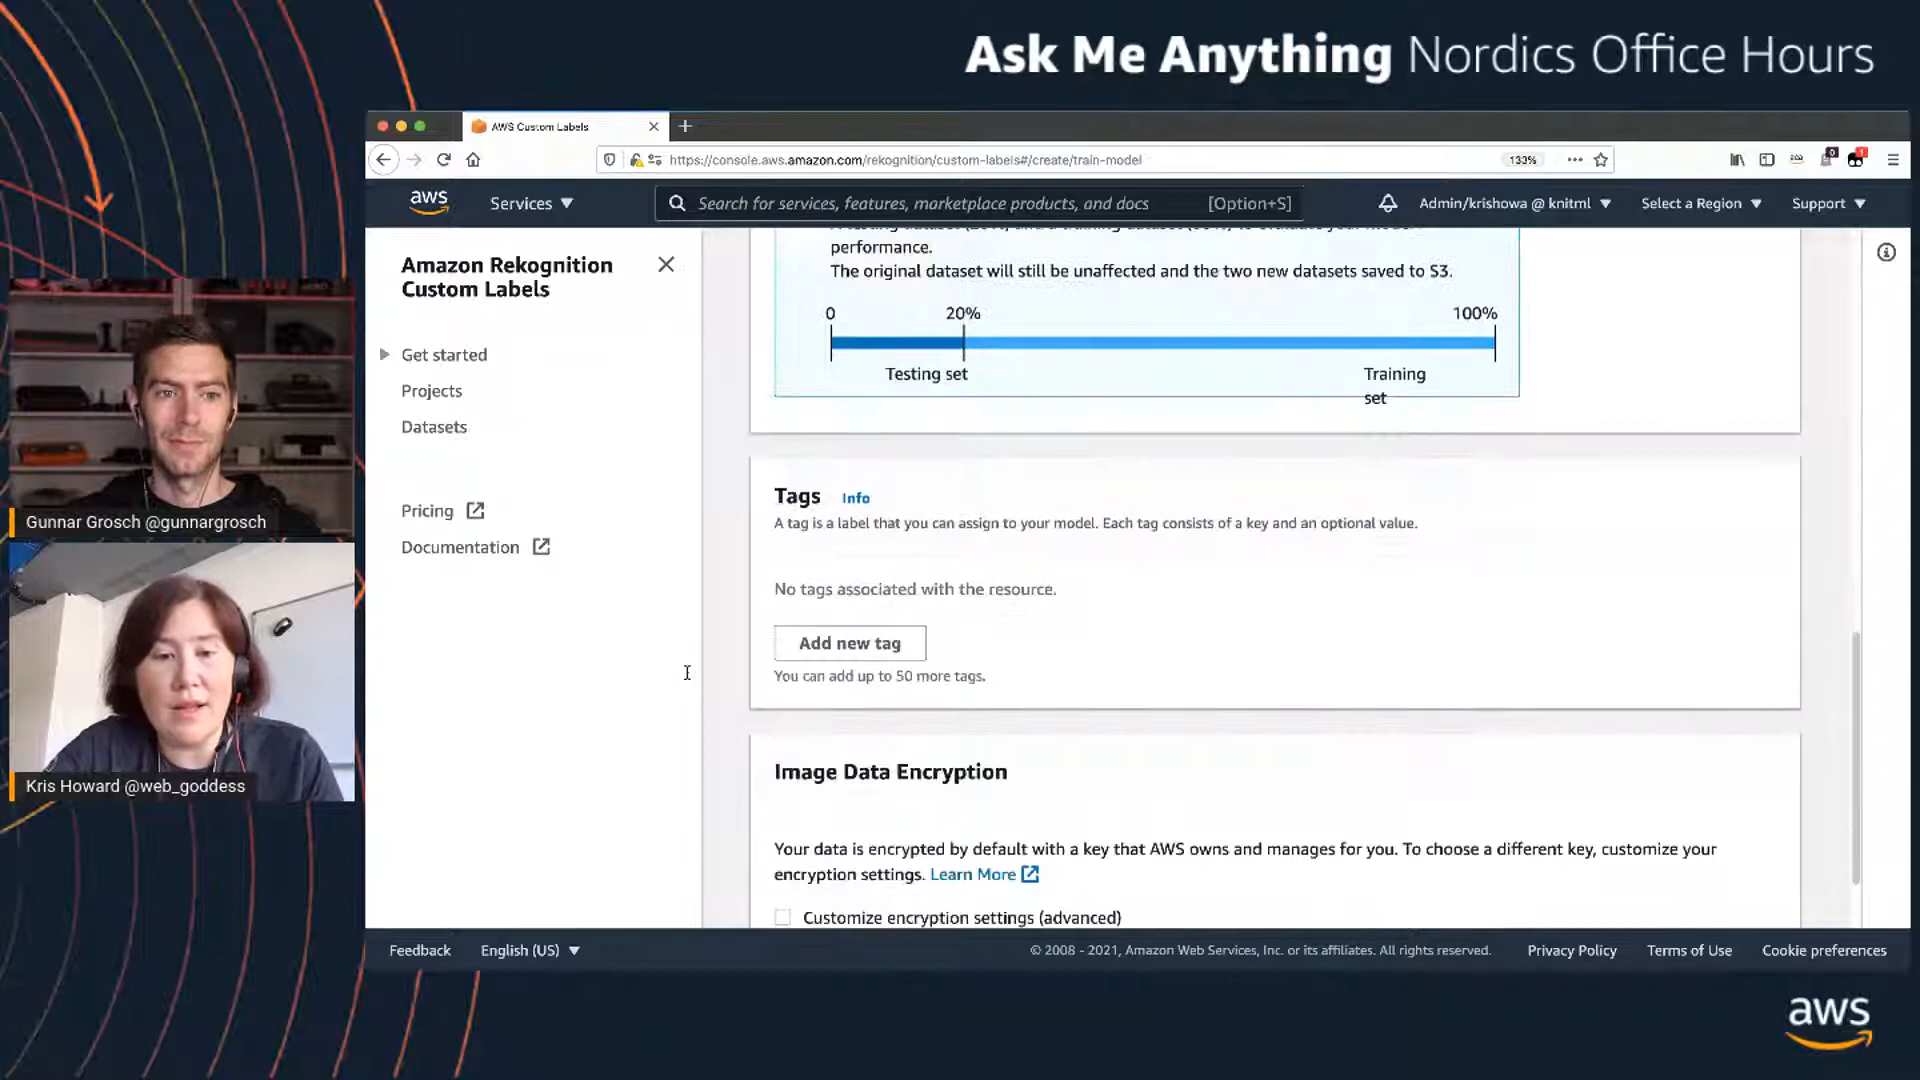 Ask Me Anything Nordics Office Hours
AWS Custom Labels
https://console.aws.amazon.com/rekognition/custom-labels#/create/train-model
133%
0
1
aws
Services
Search for services, features, marketplace products, and docs
[Option+S]
Admin/krishowa @ knitml
Select a Region
Support
Amazon Rekognition
Custom Labels
Get started
Projects
Datasets
Pricing
Documentation
performance.
The original dataset will still be unaffected and the two new datasets saved to S3.
0 20% 100%
Testing set
Training
set
Tags Info
A tag is a label that you can assign to your model. Each tag consists of a key and an optional value.
No tags associated with the resource.
Add new tag
You can add up to 50 more tags.
Image Data Encryption
Your data is encrypted by default with a key that AWS owns and manages for you. To choose a different key, customize your
encryption settings. Learn More
Customize encryption settings (advanced)
Feedback
English (US)
© 2008 - 2021, Amazon Web Services, Inc. or its affiliates. All rights reserved.
Privacy Policy
Terms of Use
Cookie preferences
Gunnar Grosch @gunnargrosch
Kris Howard @web_goddess
aws